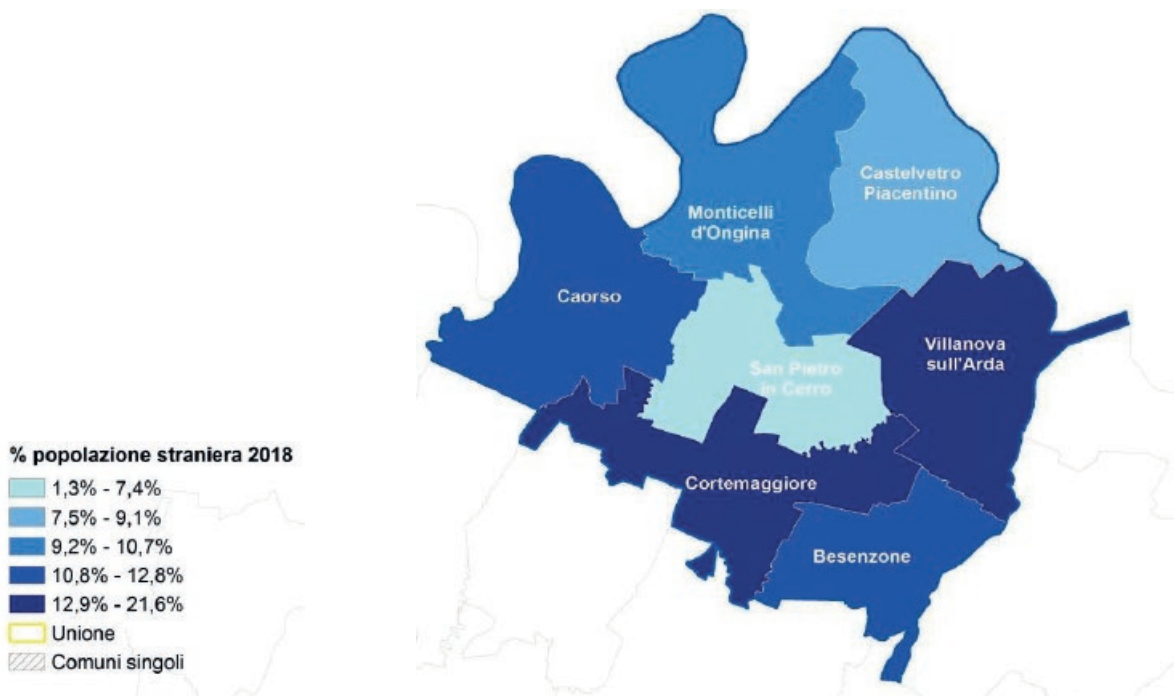 Castelvetro
Piacentino
Monticelli
d'Ongina
Caorso
Villanova
sull'Arda
San Pietro
in Cerro
Cortemaggiore
Besenzone
% popolazione straniera 2018
1,3% - 7,4%
7,5% - 9,1%
9,2% - 10,7%
10,8% - 12,8%
12,9% - 21,6%
Unione
Comuni singoli